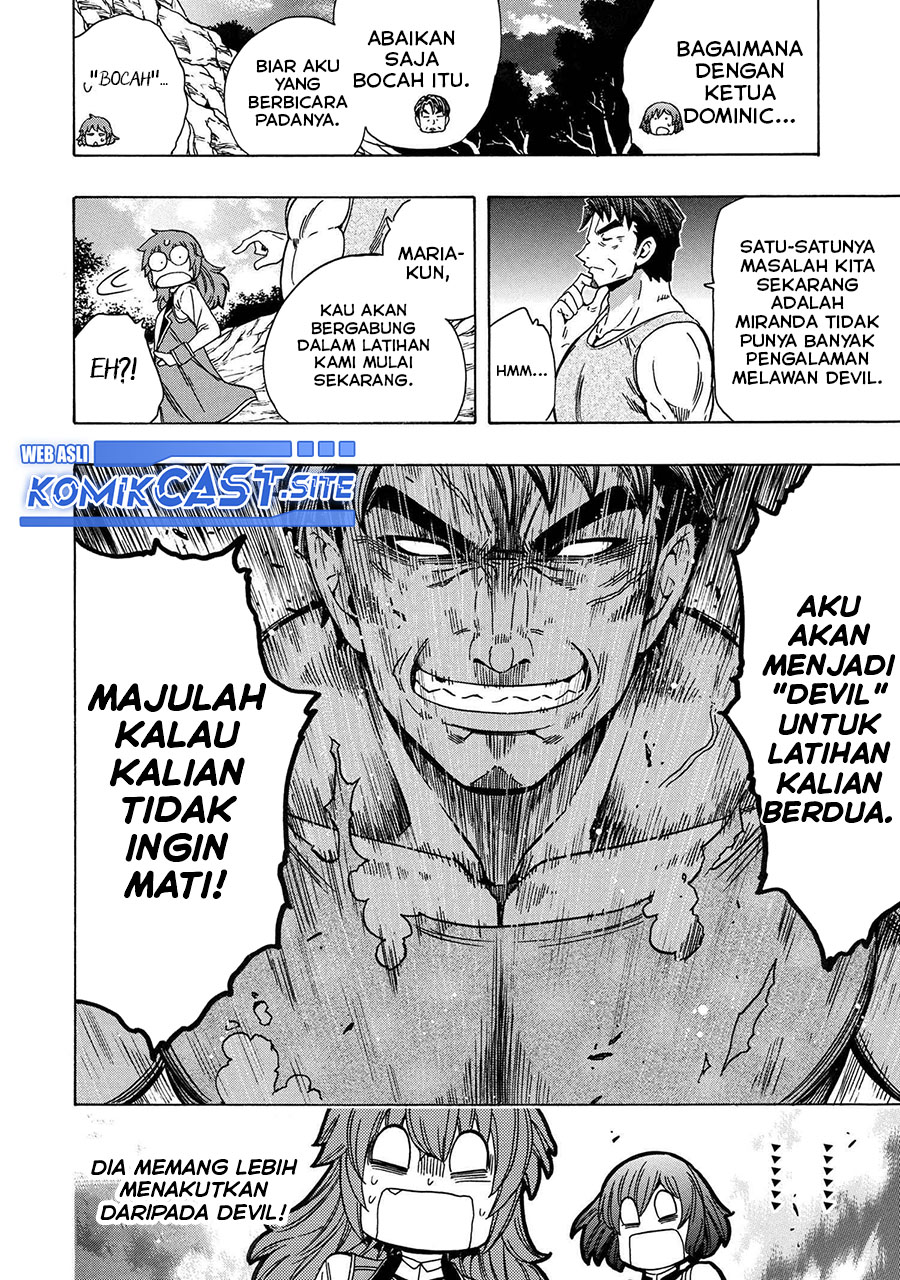 BAGAIMANA
DENGAN
KETUA
DOMINIC...
ABAIKAN
SAJA
BOCAH ITU.
BIAR AKU
YANG
BERBICARA
PADANYA.
"BOCAH"...
SATU-SATUNYA
MASALAH KITA
SEKARANG
ADALAH
MIRANDA TIDAK
PUNYA BANYAK
PENGALAMAN
MELAWAN DEVIL.
HMM...
MARIA-
KUN,
KAU AKAN
BERGABUNG
DALAM LATIHAN
KAMI MULAI
SEKARANG.
EH?!
WEB ASLI
KOMIKCAST.SITE
AKU
AKAN
MENJADI
"DEVIL"
UNTUK
LATIHAN
KALIAN
BERDUA.
MAJULAH
KALAU
KALIAN
TIDAK
INGIN
MATI!
DIA MEMANG LEBIH
MENAKUTKAN
DARIPADA DEVIL!